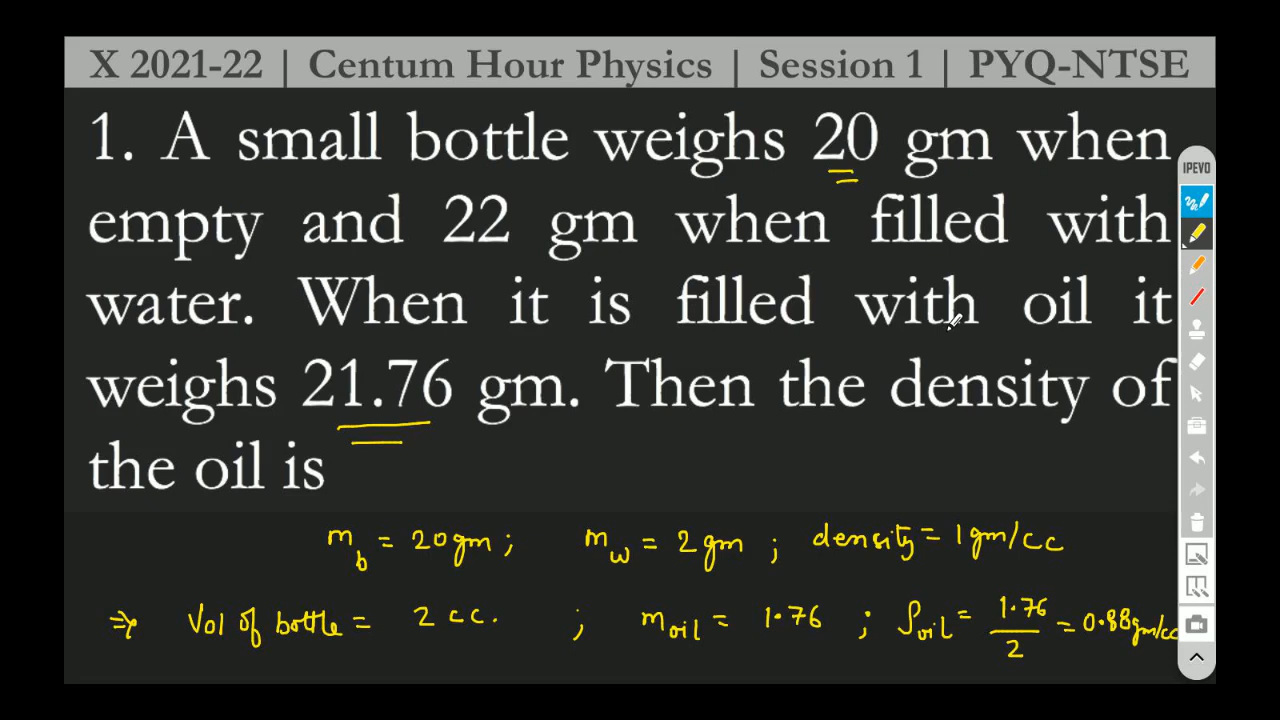 X 2021-22 | Centum Hour Physics | Session 1 | PYQ-NTSE
1. A small bottle weighs 20 gm when
empty and 22 gm when filled with
water. When it is filled with oil it
weighs 21.76 gm. Then the density of
the oil is
IPEVO
m_b = 20gm ; m_w = 2gm ; density = 1gm/cc
⇒ Vol of bottle = 2 cc. ; m_oil = 1.76 ; ρ_oil = 1.76/2 = 0.88gm/cc